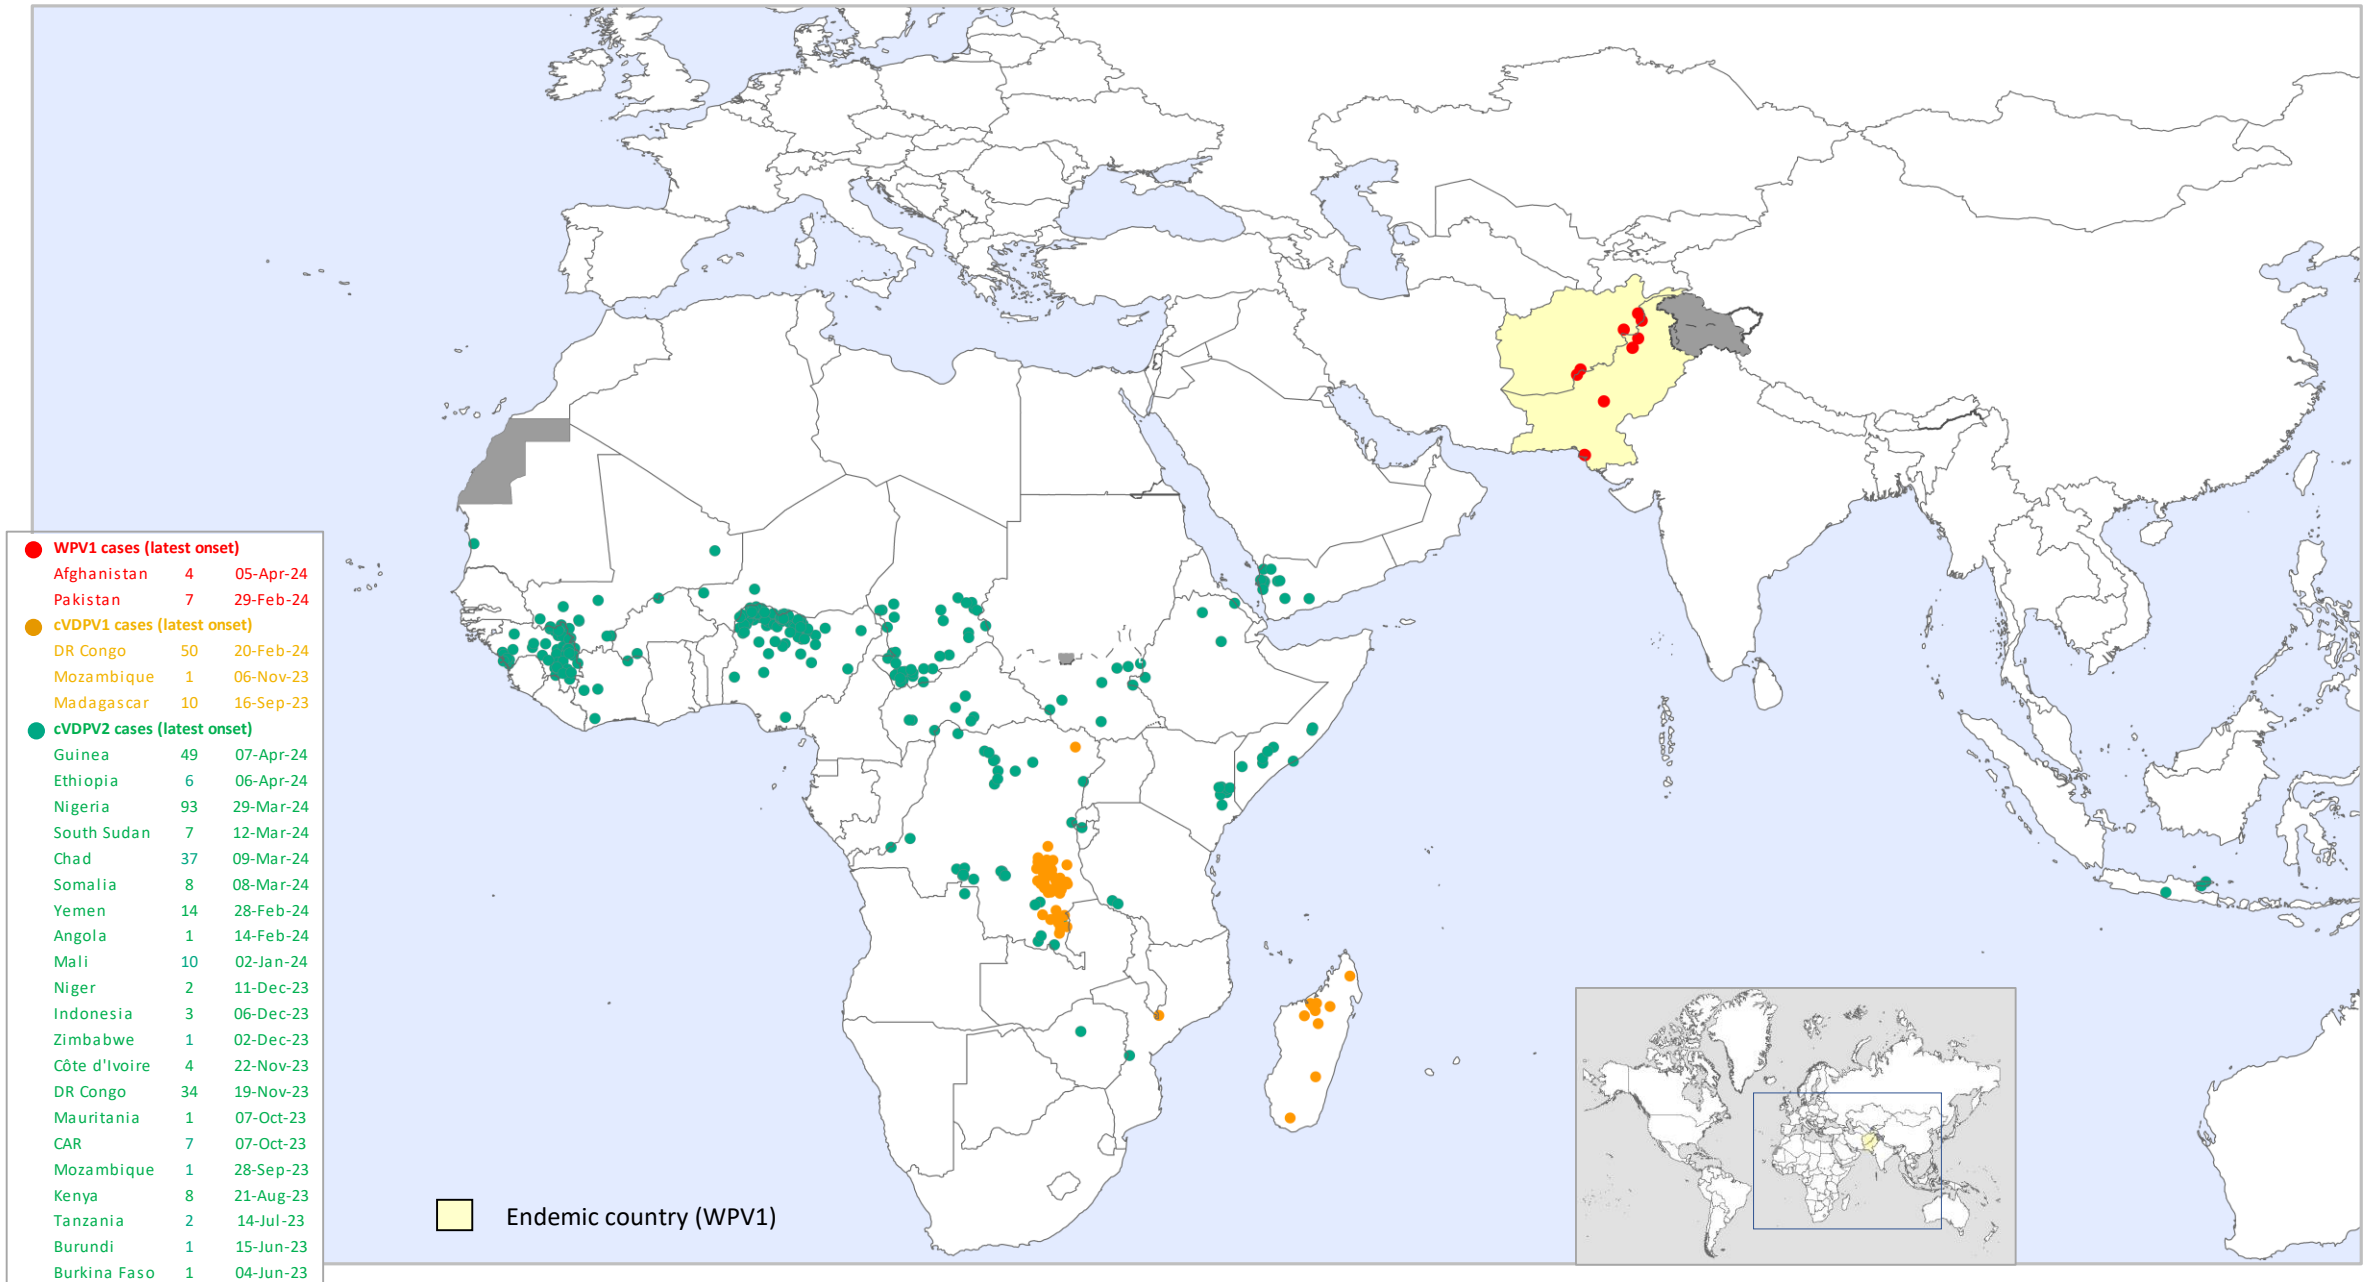 WPV1 cases (latest onset)
Afghanistan 4 05-Apr-24
Pakistan 7 29-Feb-24
cVDPV1 cases (latest onset)
DR Congo 50 20-Feb-24
Mozambique 1 06-Nov-23
Madagascar 10 16-Sep-23
cVDPV2 cases (latest onset)
Guinea 49 07-Apr-24
Ethiopia 6 06-Apr-24
Nigeria 93 29-Mar-24
South Sudan 7 12-Mar-24
Chad 37 09-Mar-24
Somalia 8 08-Mar-24
Yemen 14 28-Feb-24
Angola 1 14-Feb-24
Mali 10 02-Jan-24
Niger 2 11-Dec-23
Indonesia 3 06-Dec-23
Zimbabwe 1 02-Dec-23
Côte d'Ivoire 4 22-Nov-23
DR Congo 34 19-Nov-23
Mauritania 1 07-Oct-23
CAR 7 07-Oct-23
Mozambique 1 28-Sep-23
Kenya 8 21-Aug-23
Tanzania 2 14-Jul-23
Burundi 1 15-Jun-23
Burkina Faso 1 04-Jun-23
Endemic country (WPV1)